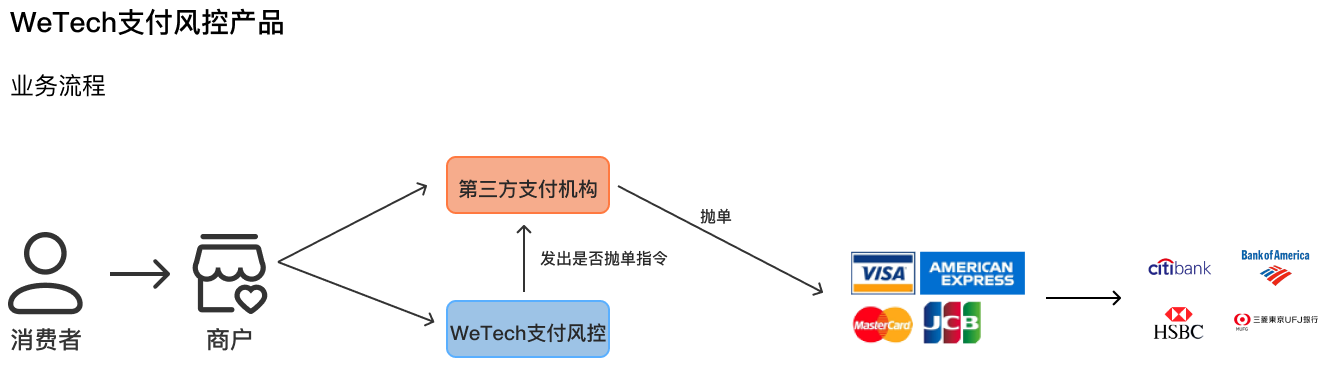 WeTech支付风控产品
业务流程
第三方支付机构
抛单
发出是否抛单指令
WeTech支付风控
消费者
商户
VISA
AMERICAN
EXPRESS
MasterCard
JCB
citibank
Bank of America
HSBC
MUFG
三菱東京UFJ銀行